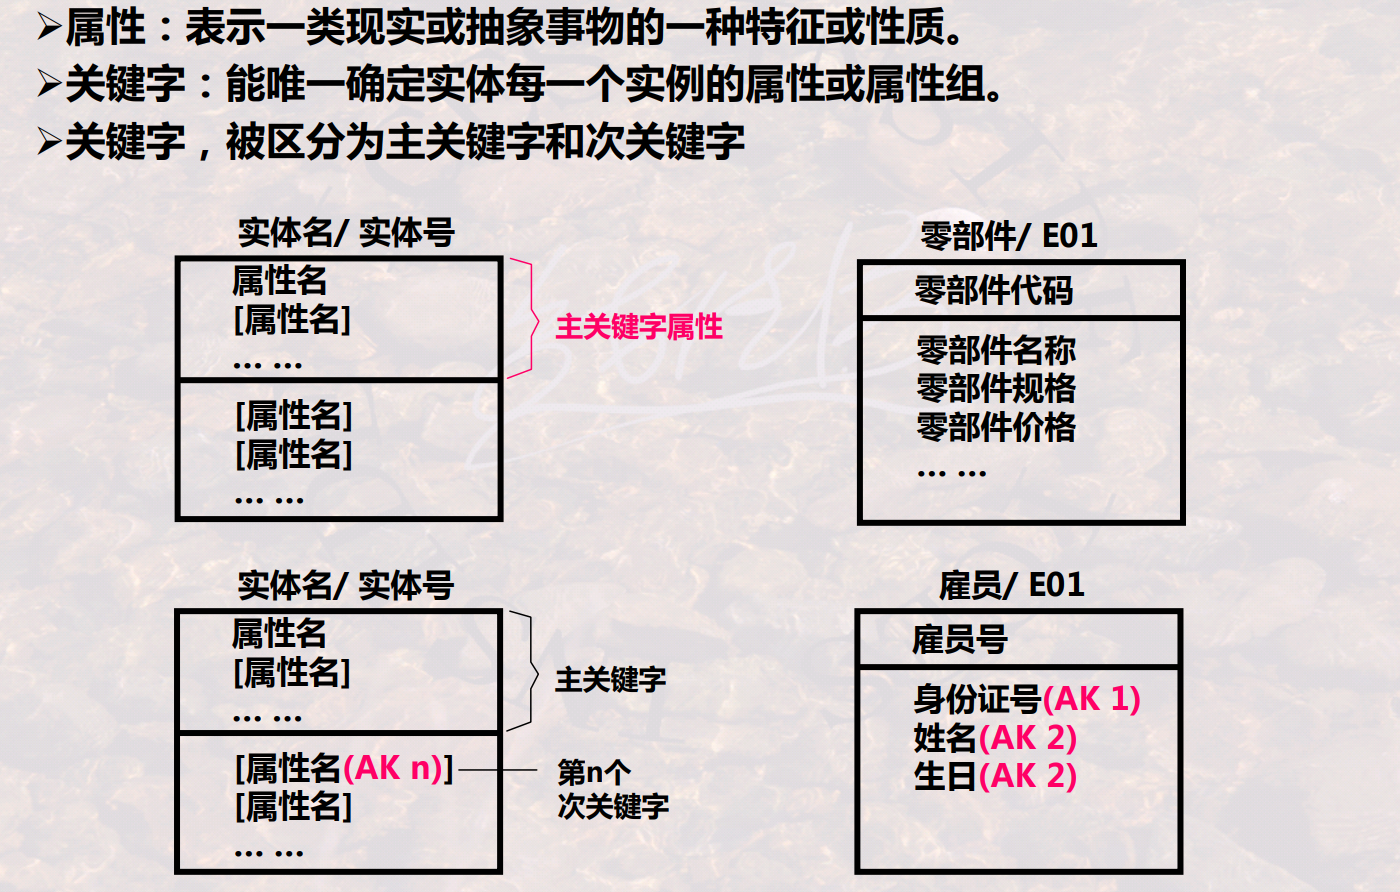 ➢属性：表示一类现实或抽象事物的一种特征或性质。
➢关键字：能唯一确定实体每一个实例的属性或属性组。
➢关键字，被区分为主关键字和次关键字
实体名/ 实体号
属性名
[属性名]
... ...
[属性名]
[属性名]
... ...
主关键字属性
零部件/ E01
零部件代码
零部件名称
零部件规格
零部件价格
... ...
实体名/ 实体号
属性名
[属性名]
... ...
[属性名(AK n)]
[属性名]
... ...
主关键字
第n个
次关键字
雇员/ E01
雇员号
身份证号(AK 1)
姓名(AK 2)
生日(AK 2)